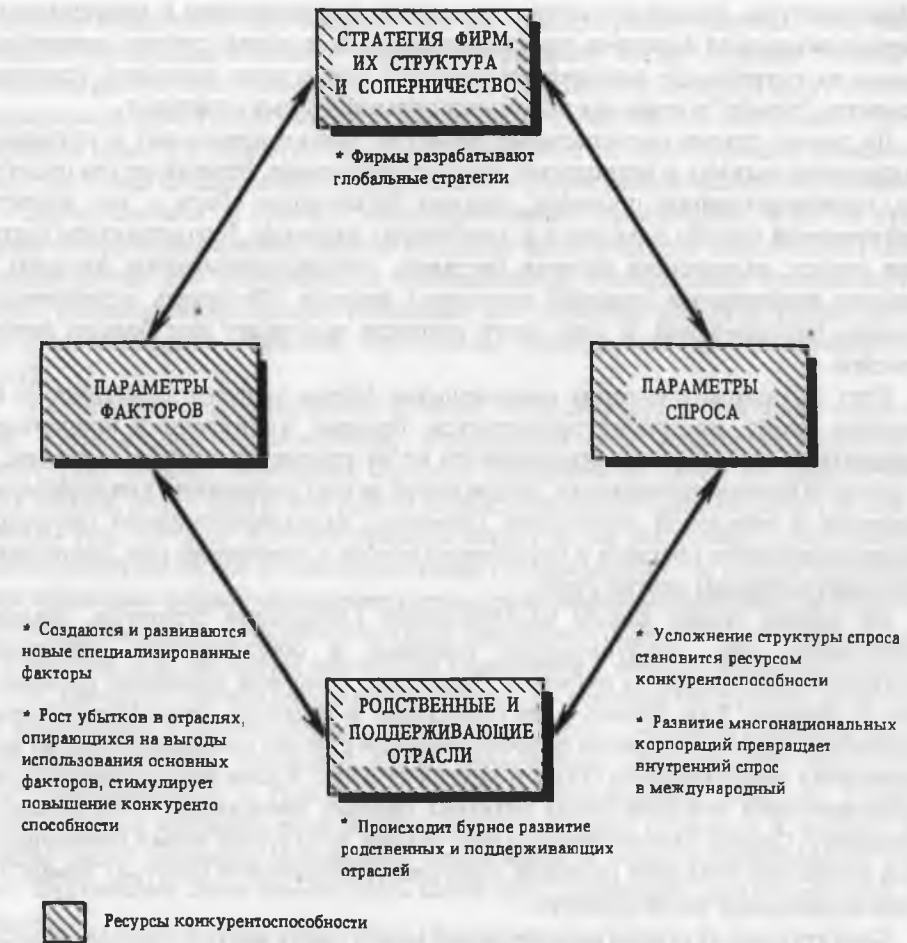 СТРАТЕГИЯ ФИРМ,
ИХ СТРУКТУРА
И СОПЕРНИЧЕСТВО
* Фирмы разрабатывают
глобальные стратегии
ПАРАМЕТРЫ
ФАКТОРОВ
ПАРАМЕТРЫ
СПРОСА
* Создаются и развиваются
новые специализированные
факторы
* Рост убытков в отраслях,
опирающихся на выгоды
использования основных
факторов, стимулирует
повышение конкуренто
способности
РОДСТВЕННЫЕ И
ПОДДЕРЖИВАЮЩИЕ
ОТРАСЛИ
* Происходит бурное развитие
родственных и поддерживающих
отраслей
* Усложнение структуры спроса
становится ресурсом
конкурентоспособности
* Развитие многонациональных
корпораций превращает
внутренний спрос
в международный
Ресурсы конкурентоспособности